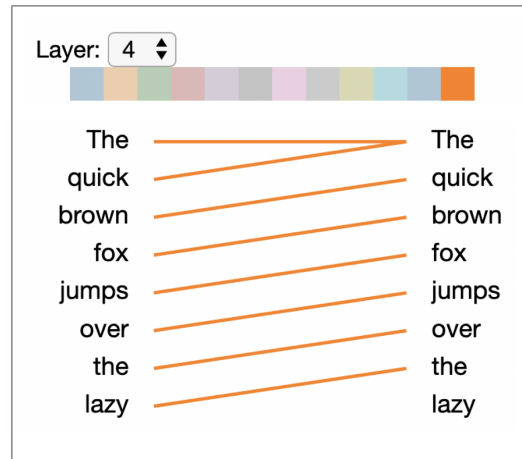 Layer: 4
The The
quick quick
brown brown
fox fox
jumps jumps
over over
the the
lazy lazy